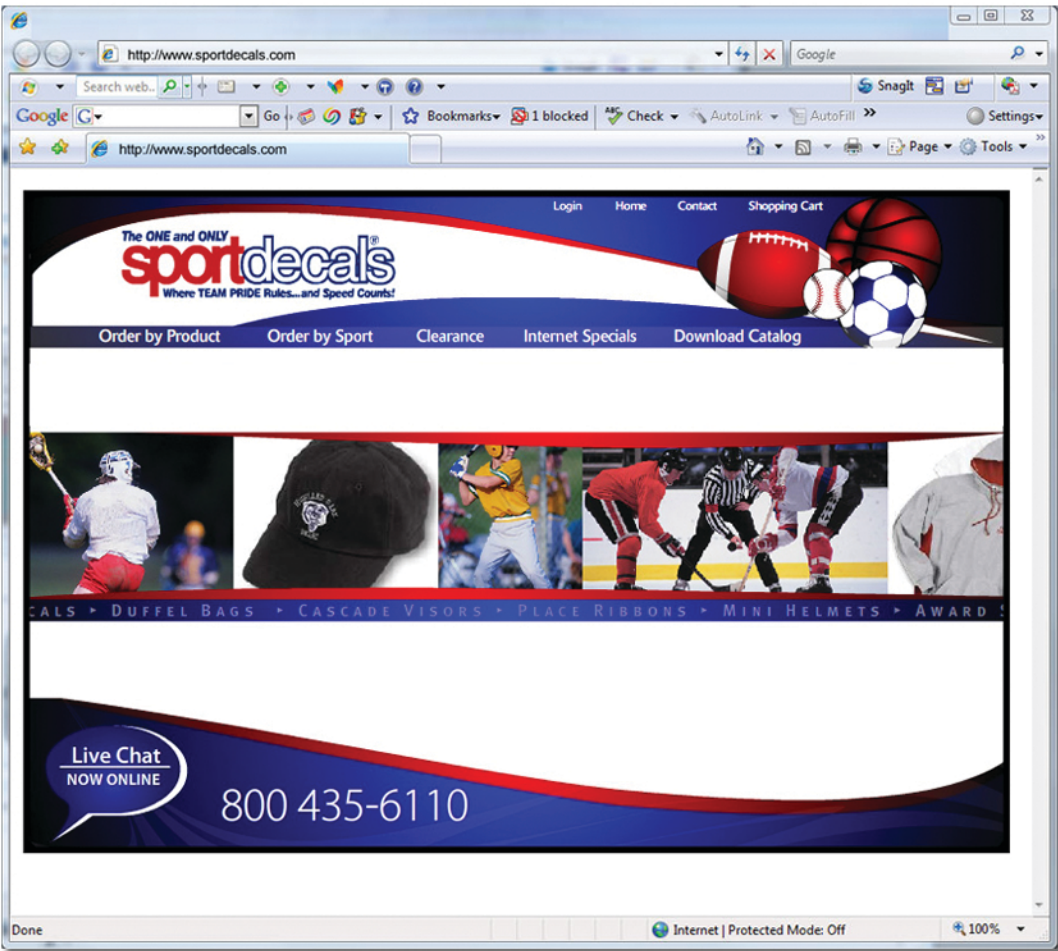 http://www.sportdecals.com
Google
Search web..
SnagIt
Google G
Go
Bookmarks
1 blocked
ABC Check
AutoLink
AutoFill
Settings
http://www.sportdecals.com
Page
Tools
Login Home Contact Shopping Cart
The ONE and ONLY
sportdecals®
Where TEAM PRIDE Rules...and Speed Counts!
Order by Product Order by Sport Clearance Internet Specials Download Catalog
CALS ‣ DUFFEL BAGS ‣ CASCADE VISORS ‣ PLACE RIBBONS ‣ MINI HELMETS ‣ AWARD S
Live Chat
NOW ONLINE
800 435-6110
Done
Internet | Protected Mode: Off
100%